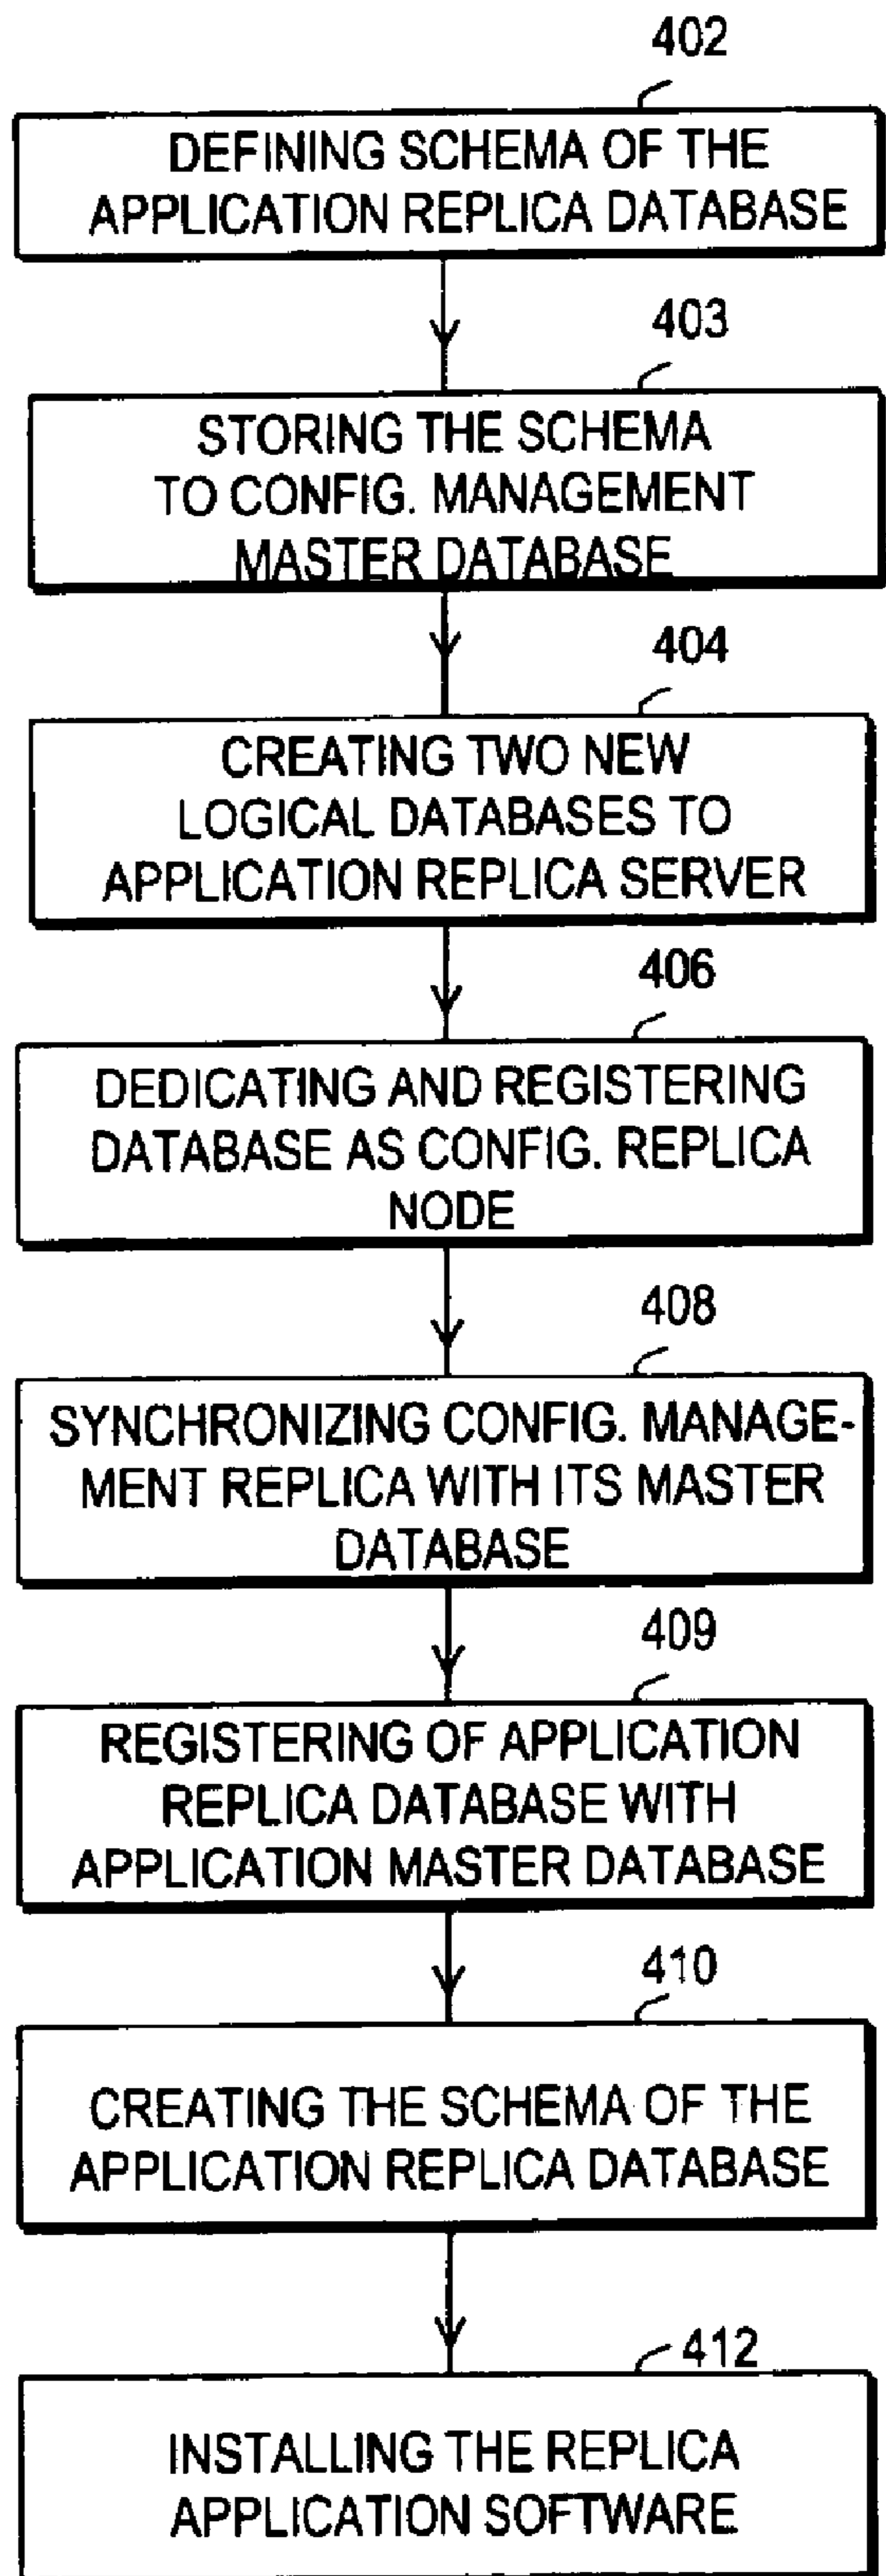 402
DEFINING SCHEMA OF THE
APPLICATION REPLICA DATABASE
403
STORING THE SCHEMA
TO CONFIG. MANAGEMENT
MASTER DATABASE
404
CREATING TWO NEW
LOGICAL DATABASES TO
APPLICATION REPLICA SERVER
406
DEDICATING AND REGISTERING
DATABASE AS CONFIG. REPLICA
NODE
408
SYNCHRONIZING CONFIG. MANAGE-
MENT REPLICA WITH ITS MASTER
DATABASE
409
REGISTERING OF APPLICATION
REPLICA DATABASE WITH
APPLICATION MASTER DATABASE
410
CREATING THE SCHEMA OF THE
APPLICATION REPLICA DATABASE
412
INSTALLING THE REPLICA
APPLICATION SOFTWARE